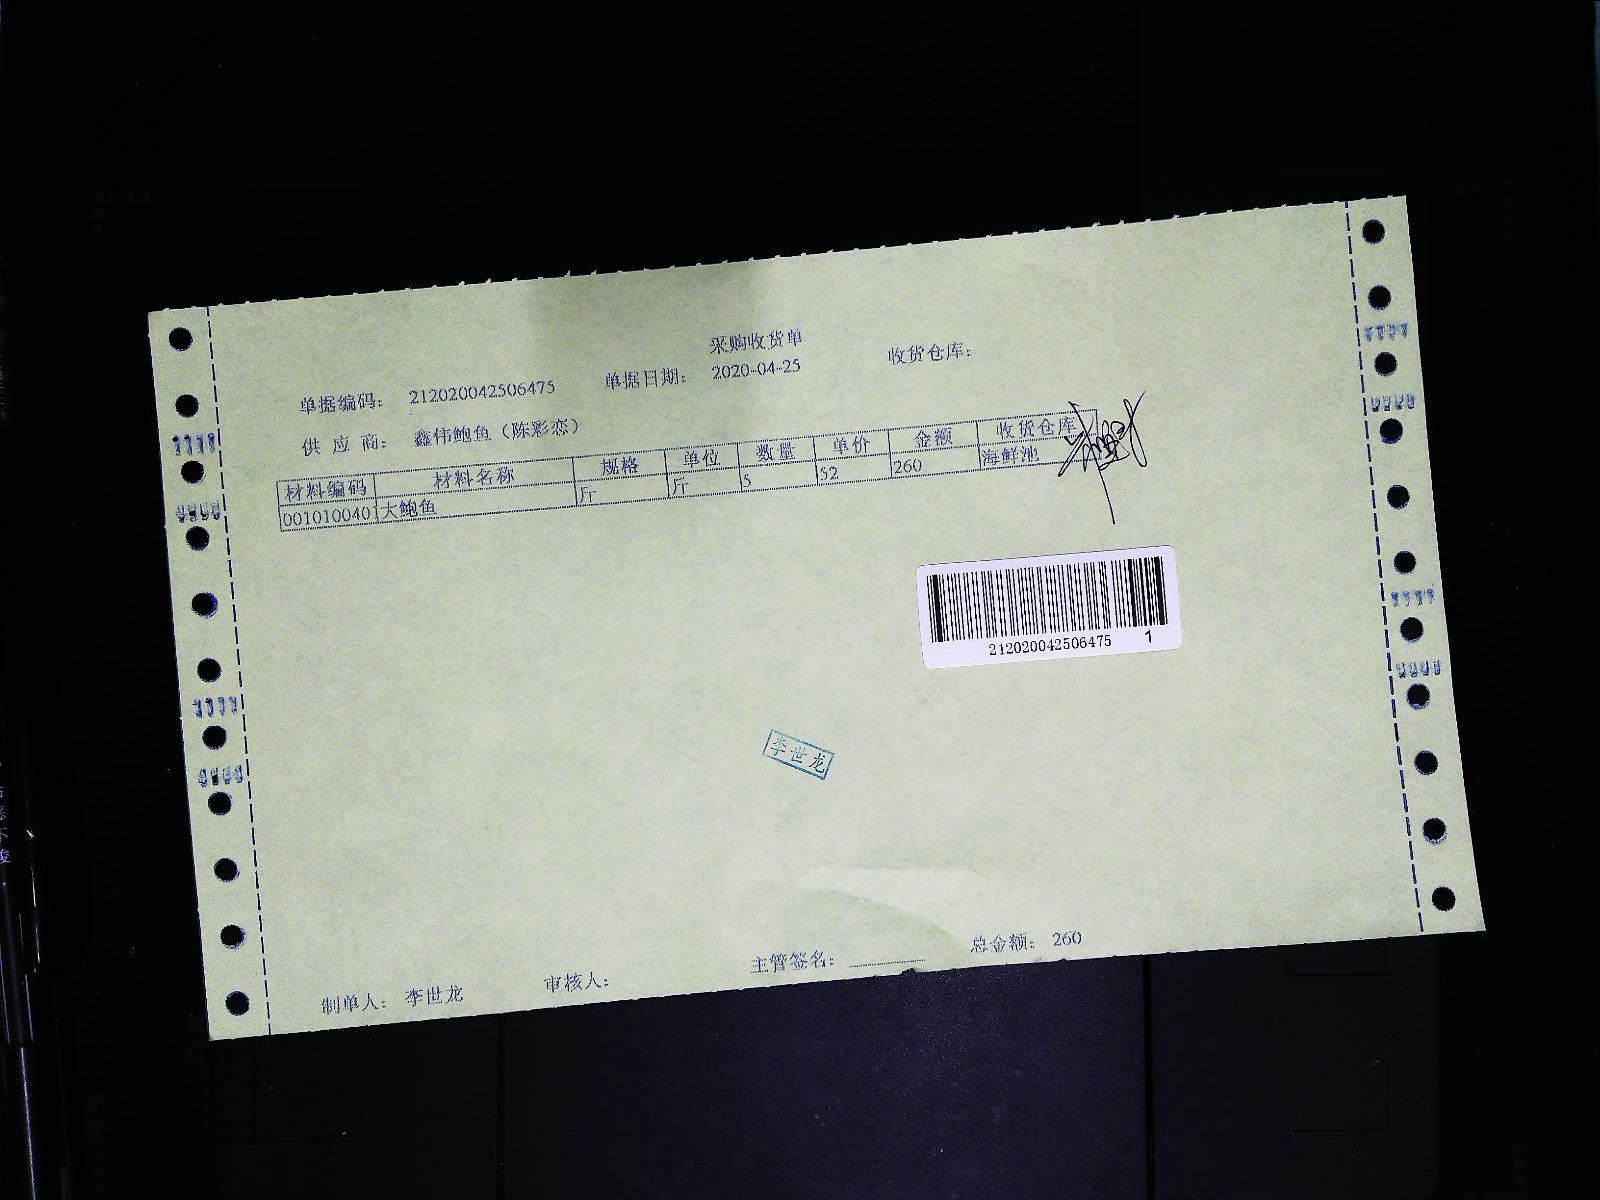 采购收货单
单据编码： 212020042506475 单据日期： 2020-04-25 收货仓库：
供 应 商： 鑫伟鲍鱼（陈彩恋）
材料编码 材料名称 规格 单位 数量 单价 金额 收货仓库
001010040 大鲍鱼 斤 斤 5 52 260 海鲜池
212020042506475 1
李世龙
制单人： 李世龙 审核人： 主管签名： 总金额： 260